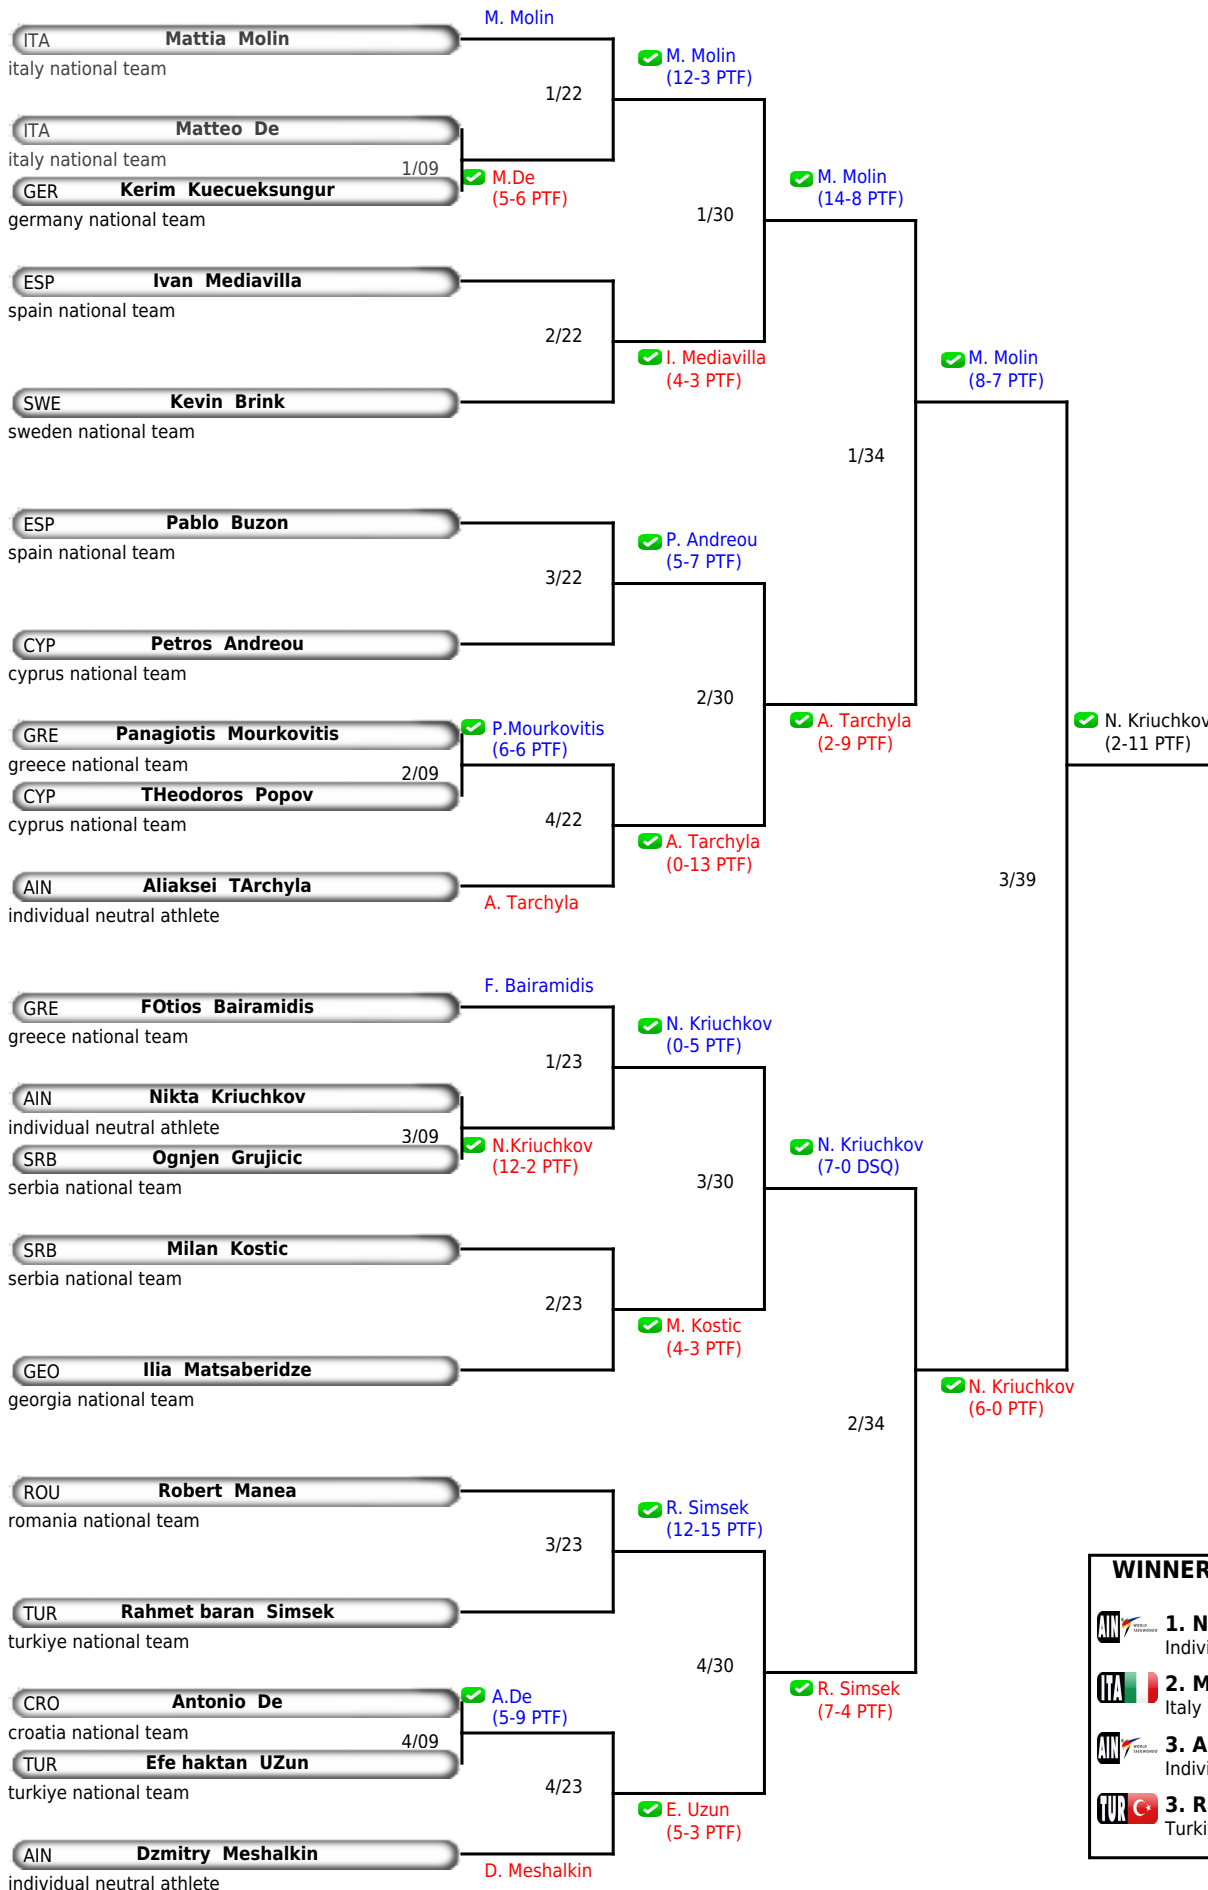 M. Molin
ITA Mattia Molin
italy national team
M. Molin
(12-3 PTF)
1/22
ITA Matteo De
italy national team
1/09
M.De
(5-6 PTF)
GER Kerim Kuecueksungur
germany national team
M. Molin
(14-8 PTF)
1/30
ESP Ivan Mediavilla
spain national team
2/22
I. Mediavilla
(4-3 PTF)
SWE Kevin Brink
sweden national team
M. Molin
(8-7 PTF)
1/34
ESP Pablo Buzon
spain national team
P. Andreou
(5-7 PTF)
3/22
CYP Petros Andreou
cyprus national team
2/30
GRE Panagiotis Mourkovitis
greece national team
P.Mourkovitis
(6-6 PTF)
2/09
CYP THeodoros Popov
cyprus national team
A. Tarchyla
(2-9 PTF)
N. Kriuchkov
(2-11 PTF)
4/22
A. Tarchyla
(0-13 PTF)
AIN Aliaksei TArchyla
individual neutral athlete
A. Tarchyla
3/39
F. Bairamidis
GRE FOtios Bairamidis
greece national team
N. Kriuchkov
(0-5 PTF)
1/23
AIN Nikta Kriuchkov
individual neutral athlete
3/09
N.Kriuchkov
(12-2 PTF)
SRB Ognjen Grujicic
serbia national team
N. Kriuchkov
(7-0 DSQ)
3/30
SRB Milan Kostic
serbia national team
2/23
M. Kostic
(4-3 PTF)
GEO Ilia Matsaberidze
georgia national team
N. Kriuchkov
(6-0 PTF)
2/34
ROU Robert Manea
romania national team
R. Simsek
(12-15 PTF)
3/23
TUR Rahmet baran Simsek
turkiye national team
4/30
CRO Antonio De
croatia national team
A.De
(5-9 PTF)
4/09
TUR Efe haktan UZun
turkiye national team
R. Simsek
(7-4 PTF)
4/23
E. Uzun
(5-3 PTF)
AIN Dzmitry Meshalkin
individual neutral athlete
D. Meshalkin
WINNER
AIN 1. N
Indivi
ITA 2. M
Italy
AIN 3. A
Indivi
TUR 3. R
Turki